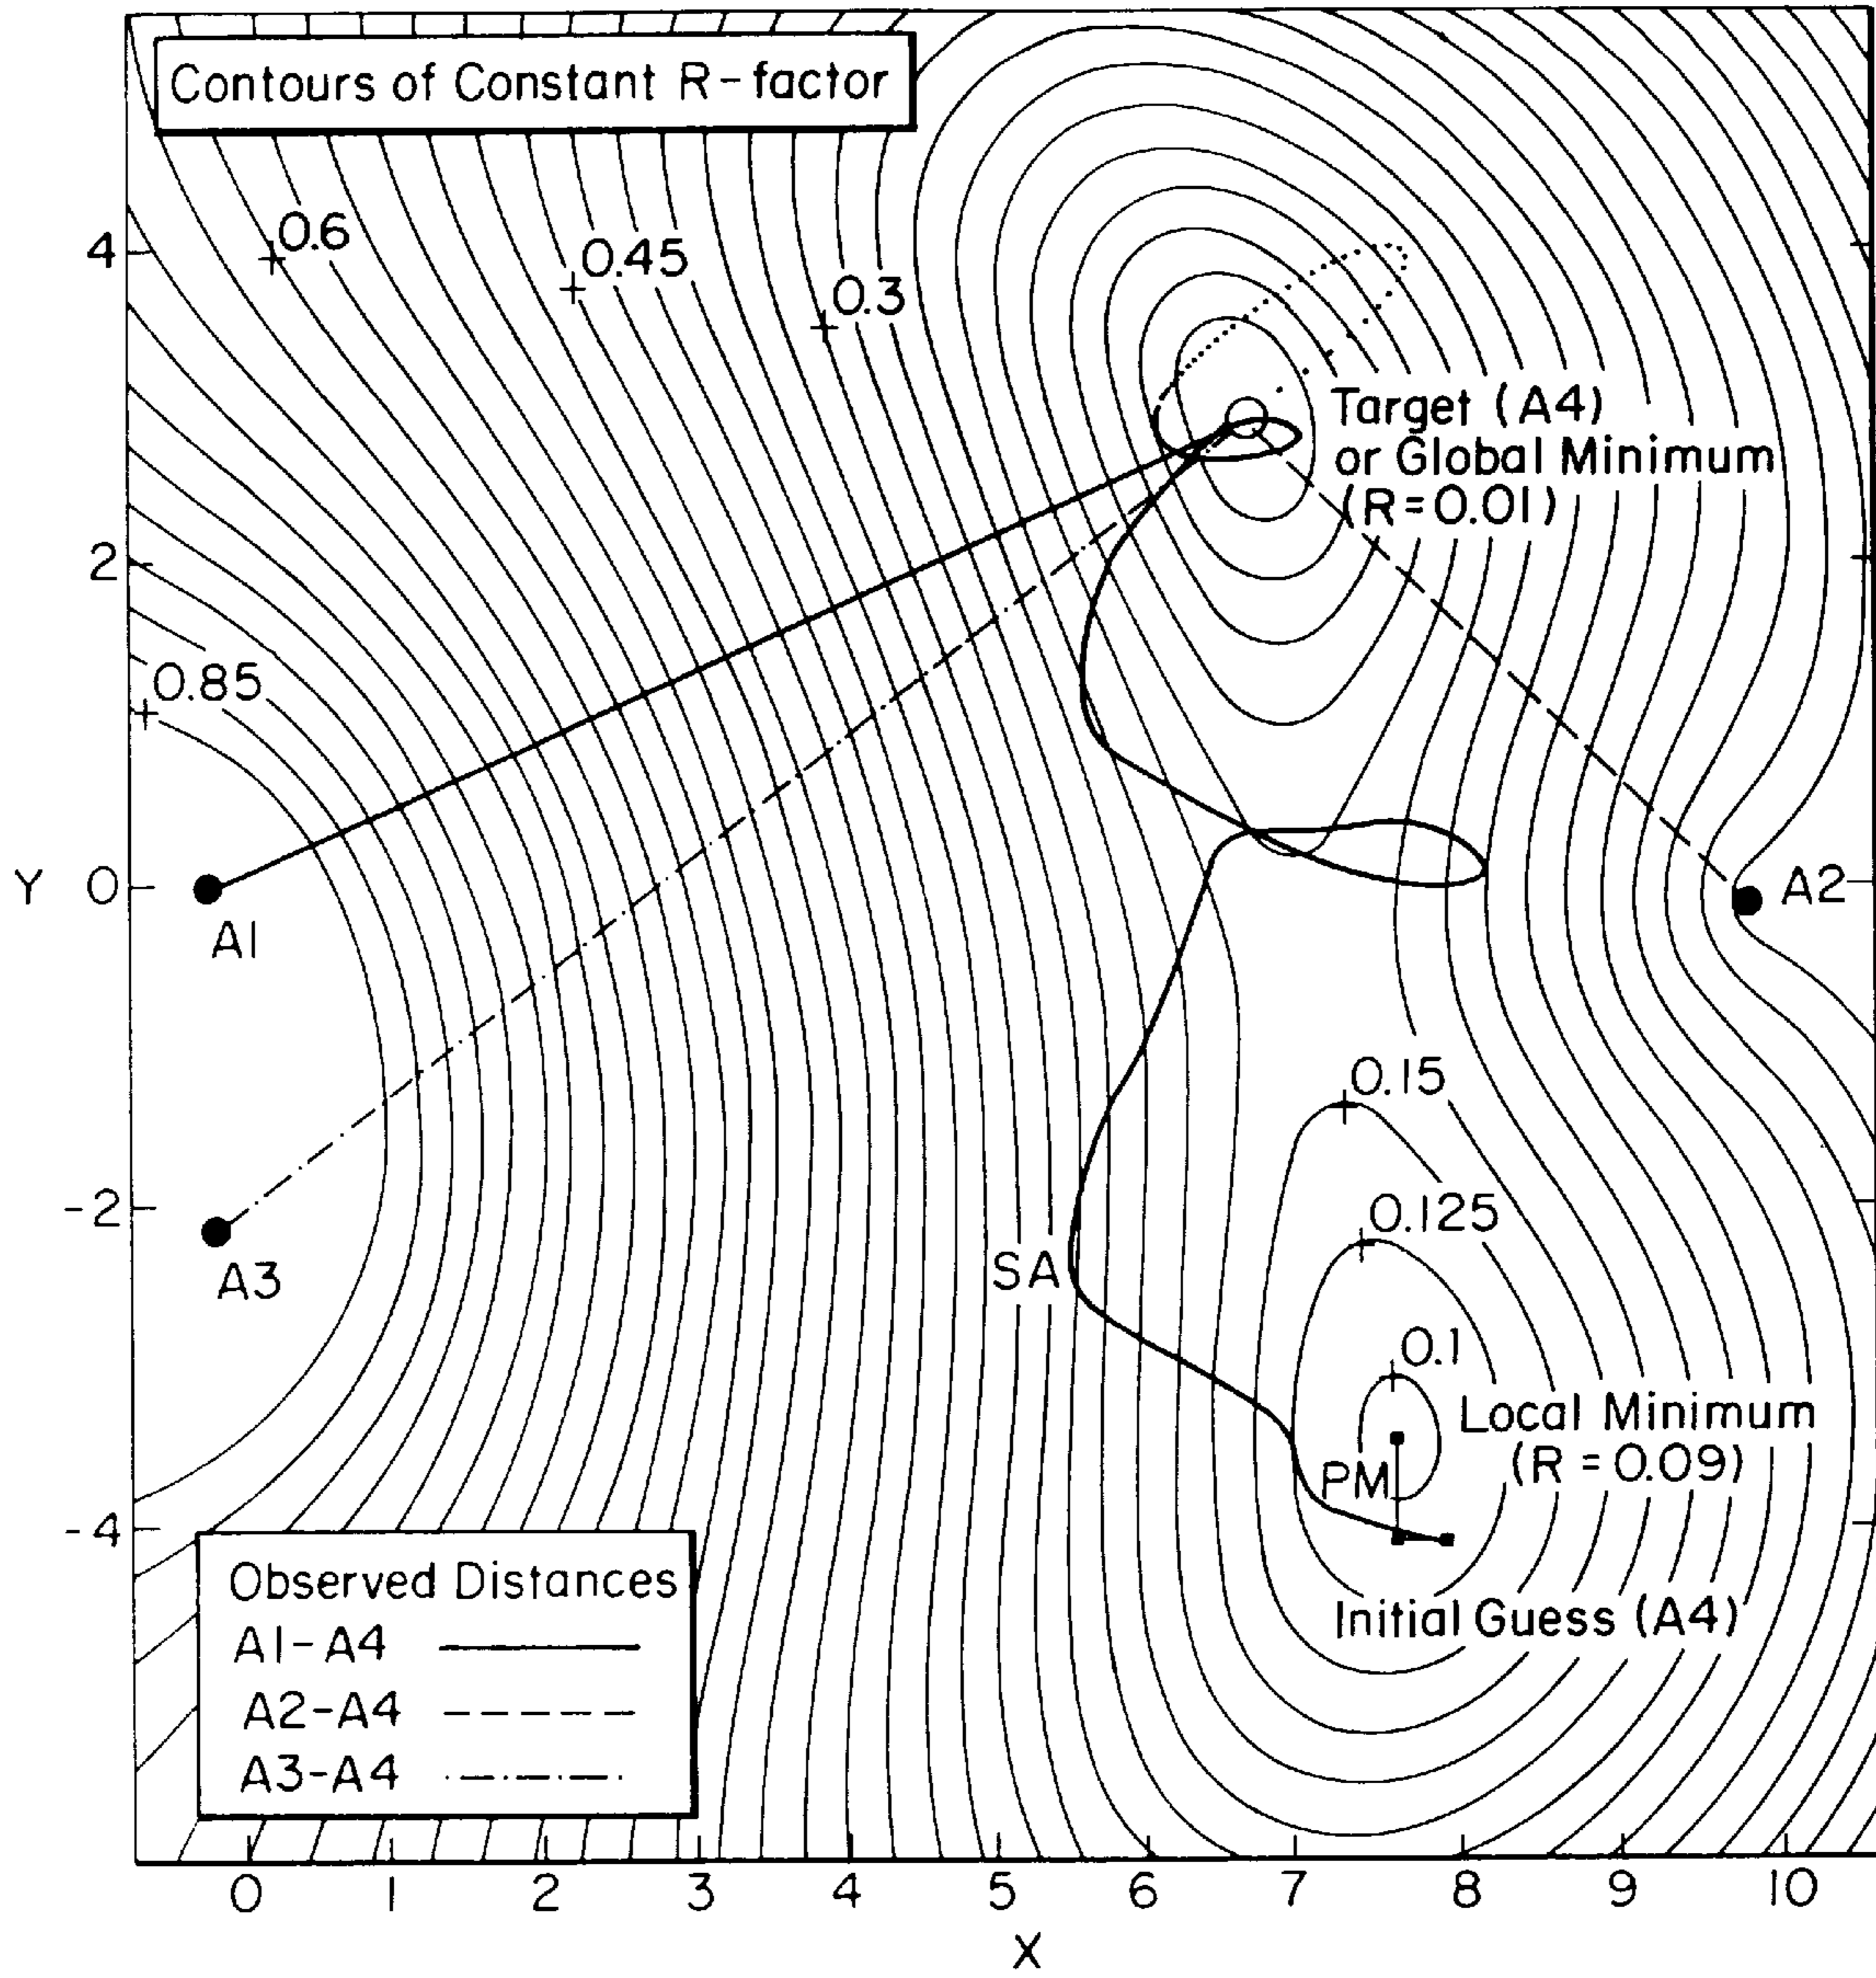 Contours of Constant R-factor
0.6
0.45
0.3
4
Target (A4)
or Global Minimum
(R=0.01)
2
0.85
Y
0
A1
A2
0.15
-2
0.125
A3
SA
0.1
Local Minimum
(R =0.09)
PM
-4
Observed Distances
A1-A4
A2-A4
A3-A4
Initial Guess (A4)
0 1 2 3 4 5 6 7 8 9 10
X